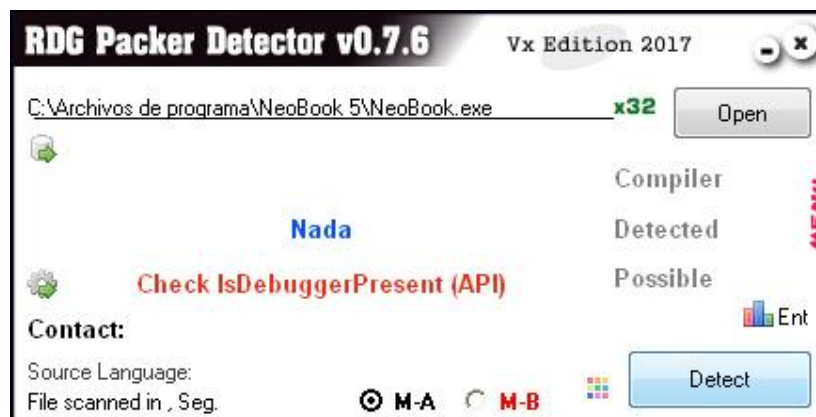 RDG Packer Detector v0.7.6 Vx Edition 2017
C:\Archivos de programa\NeoBook 5\NeoBook.exe x32 Open
Compiler
Nada Detected
Check IsDebuggerPresent (API) Possible
Ent
Contact:
Source Language:
Detect
File scanned in , Seg. M-A M-B